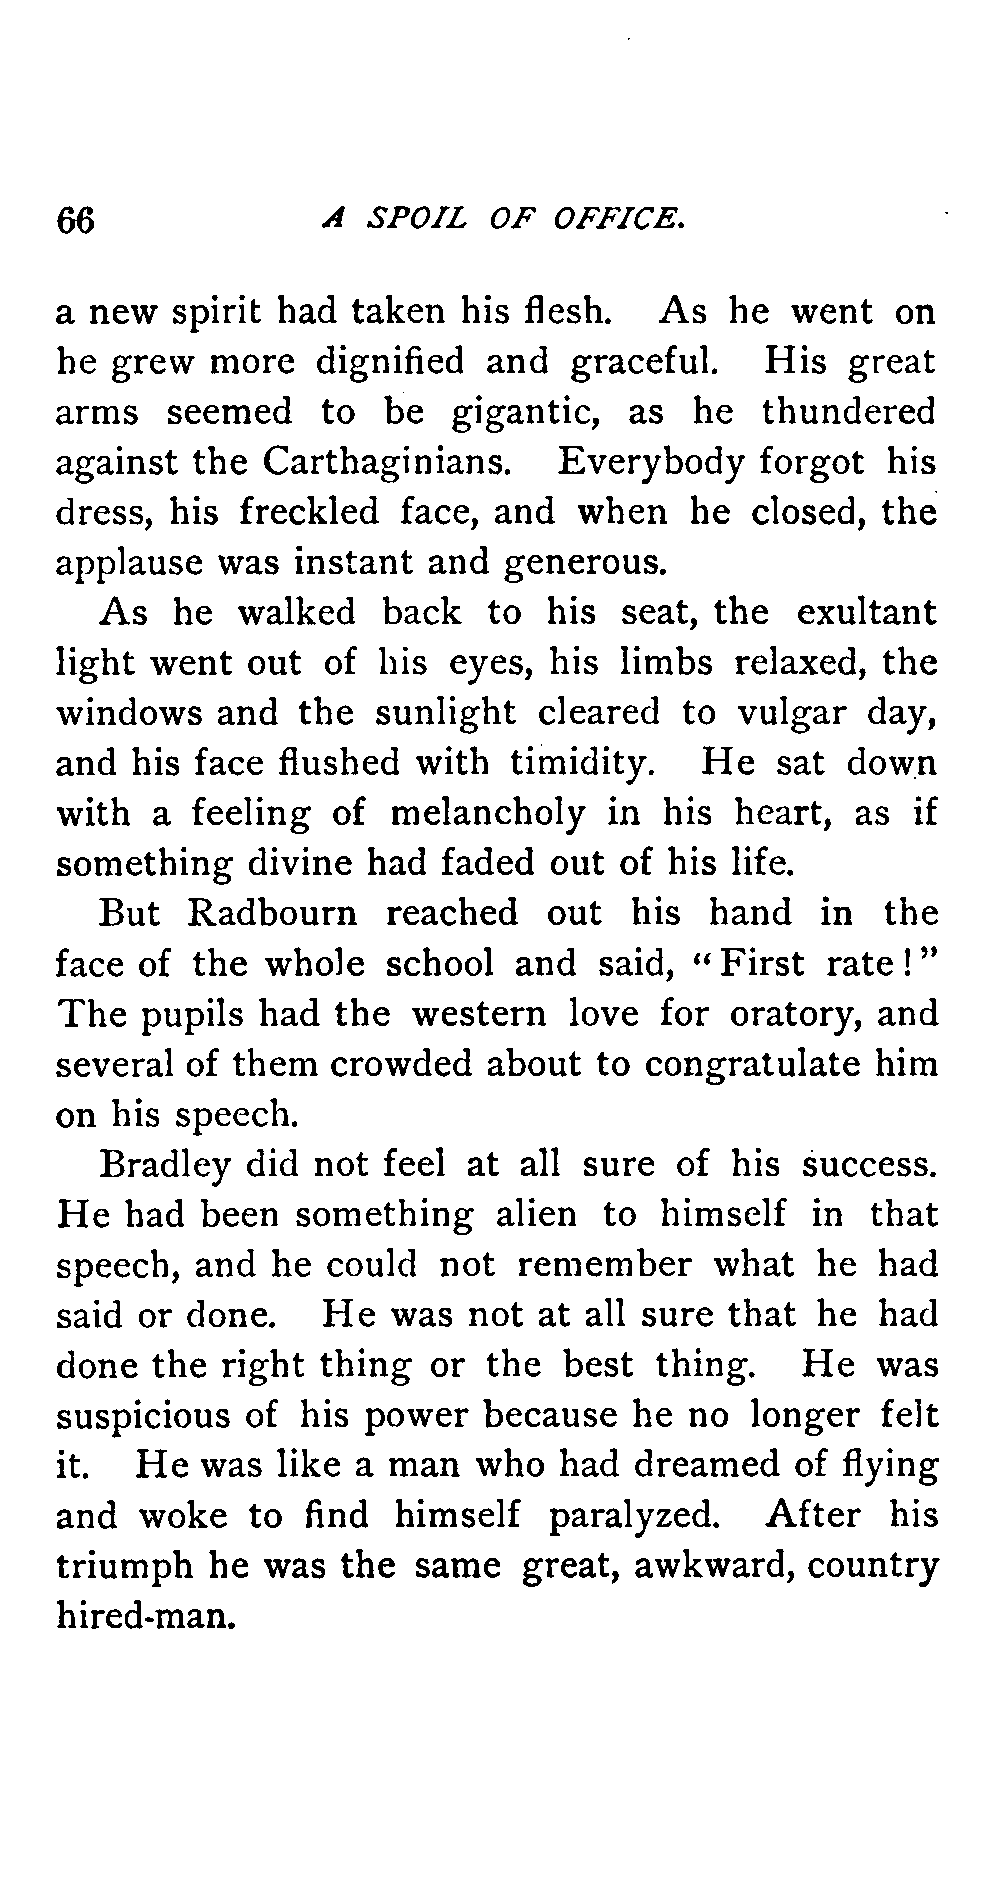 66 A SPOIL OF OFFICE.
a new spirit had taken his flesh. As he went on
he grew more dignified and graceful. His great
arms seemed to be gigantic, as he thundered
against the Carthaginians. Everybody forgot his
dress, his freckled face, and when he closed, the
applause was instant and generous.
As he walked back to his seat, the exultant
light went out of his eyes, his limbs relaxed, the
windows and the sunlight cleared to vulgar day,
and his face flushed with timidity. He sat down
with a feeling of melancholy in his heart, as if
something divine had faded out of his life.
But Radbourn reached out his hand in the
face of the whole school and said, “First rate!”
The pupils had the western love for oratory, and
several of them crowded about to congratulate him
on his speech.
Bradley did not feel at all sure of his success.
He had been something alien to himself in that
speech, and he could not remember what he had
said or done. He was not at all sure that he had
done the right thing or the best thing. He was
suspicious of his power because he no longer felt
it. He was like a man who had dreamed of flying
and woke to find himself paralyzed. After his
triumph he was the same great, awkward, country
hired-man.